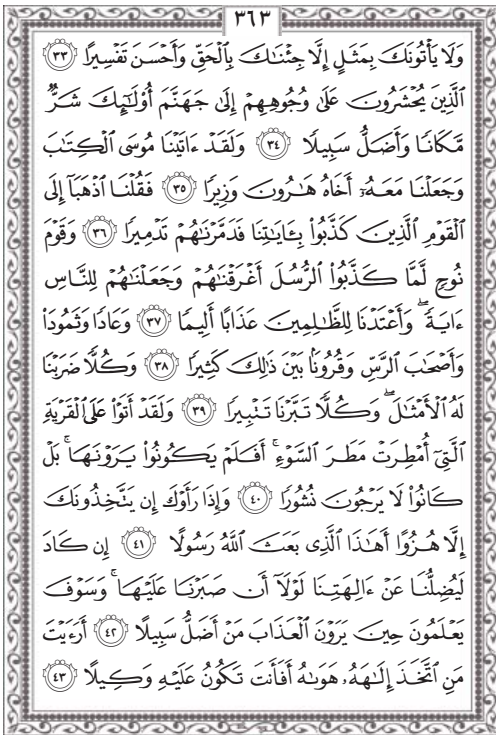 ٣٦٣
وَلَا يَأْتُونَكَ بِمَثَلٍ إِلَّا جِئْنَٰكَ بِٱلْحَقِّ وَأَحْسَنَ تَفْسِيرًا ٣٣
ٱلَّذِينَ يُحْشَرُونَ عَلَىٰ وُجُوهِهِمْ إِلَىٰ جَهَنَّمَ أُوْلَٰٓئِكَ شَرٌّ
مَّكَانًا وَأَضَلُّ سَبِيلًا ٣٤ وَلَقَدْ ءَاتَيْنَا مُوسَى ٱلْكِتَٰبَ
وَجَعَلْنَا مَعَهُۥٓ أَخَاهُ هَٰرُونَ وَزِيرًا ٣٥ فَقُلْنَا ٱذْهَبَآ إِلَى
ٱلْقَوْمِ ٱلَّذِينَ كَذَّبُواْ بِـَٔايَٰتِنَا فَدَمَّرْنَٰهُمْ تَدْمِيرًا ٣٦ وَقَوْمَ
نُوحٍ لَّمَّا كَذَّبُواْ ٱلرُّسُلَ أَغْرَقْنَٰهُمْ وَجَعَلْنَٰهُمْ لِلنَّاسِ
ءَايَةً ۖ وَأَعْتَدْنَا لِلظَّٰلِمِينَ عَذَابًا أَلِيمًا ٣٧ وَعَادًا وَثَمُودَاْ
وَأَصْحَٰبَ ٱلرَّسِّ وَقُرُونًۢا بَيْنَ ذَٰلِكَ كَثِيرًا ٣٨ وَكُلًّا ضَرَبْنَا
لَهُ ٱلْأَمْثَٰلَ ۖ وَكُلًّا تَبَّرْنَا تَتْبِيرًا ٣٩ وَلَقَدْ أَتَوْاْ عَلَى ٱلْقَرْيَةِ
ٱلَّتِىٓ أُمْطِرَتْ مَطَرَ ٱلسَّوْءِ ۚ أَفَلَمْ يَكُونُواْ يَرَوْنَهَا ۚ بَلْ
كَانُواْ لَا يَرْجُونَ نُشُورًا ٤٠ وَإِذَا رَأَوْكَ إِن يَتَّخِذُونَكَ
إِلَّا هُزُوًا أَهَٰذَا ٱلَّذِى بَعَثَ ٱللَّهُ رَسُولًا ٤١ إِن كَادَ
لَيُضِلُّنَا عَنْ ءَالِهَتِنَا لَوْلَآ أَن صَبَرْنَا عَلَيْهَا ۚ وَسَوْفَ
يَعْلَمُونَ حِينَ يَرَوْنَ ٱلْعَذَابَ مَنْ أَضَلُّ سَبِيلًا ٤٢ أَرَءَيْتَ
مَنِ ٱتَّخَذَ إِلَٰهَهُۥ هَوَىٰهُ أَفَأَنتَ تَكُونُ عَلَيْهِ وَكِيلًا ٤٣